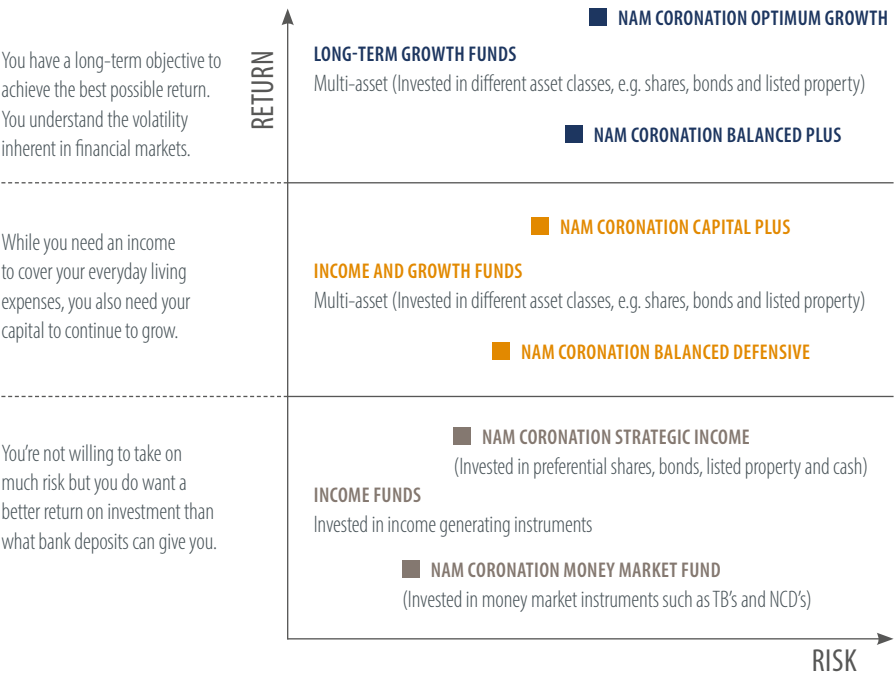 NAM CORONATION OPTIMUM GROWTH
You have a long-term objective to
achieve the best possible return.
You understand the volatility
inherent in financial markets.
RETURN
LONG-TERM GROWTH FUNDS
Multi-asset (Invested in different asset classes, e.g. shares, bonds and listed property)
NAM CORONATION BALANCED PLUS
While you need an income
to cover your everyday living
expenses, you also need your
capital to continue to grow.
NAM CORONATION CAPITAL PLUS
INCOME AND GROWTH FUNDS
Multi-asset (Invested in different asset classes, e.g. shares, bonds and listed property)
NAM CORONATION BALANCED DEFENSIVE
You’re not willing to take on
much risk but you do want a
better return on investment than
what bank deposits can give you.
NAM CORONATION STRATEGIC INCOME
(Invested in preferential shares, bonds, listed property and cash)
INCOME FUNDS
Invested in income generating instruments
NAM CORONATION MONEY MARKET FUND
(Invested in money market instruments such as TB’s and NCD’s)
RISK